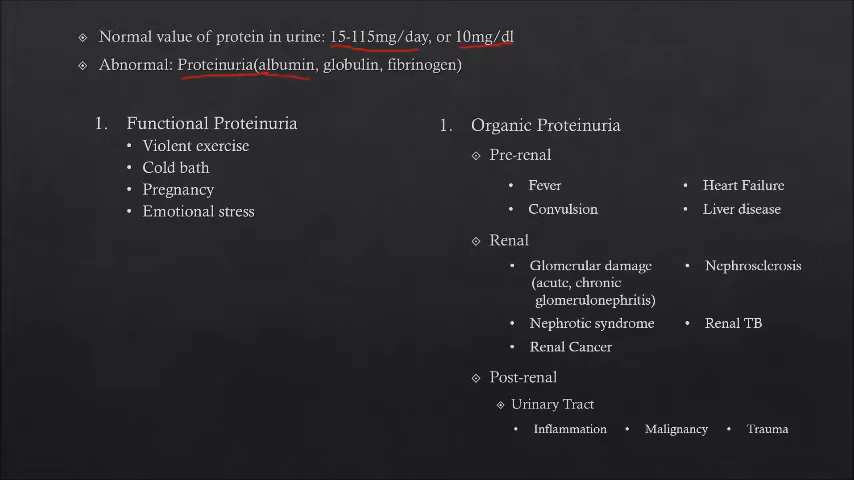 Normal value of protein in urine: 15-115mg/day, or 10mg/dl
Abnormal: Proteinuria(albumin, globulin, fibrinogen)
1. Functional Proteinuria
• Violent exercise
• Cold bath
• Pregnancy
• Emotional stress
1. Organic Proteinuria
Pre-renal
• Fever • Heart Failure
• Convulsion • Liver disease
Renal
• Glomerular damage • Nephrosclerosis
(acute, chronic
glomerulonephritis)
• Nephrotic syndrome • Renal TB
• Renal Cancer
Post-renal
Urinary Tract
• Inflammation • Malignancy • Trauma